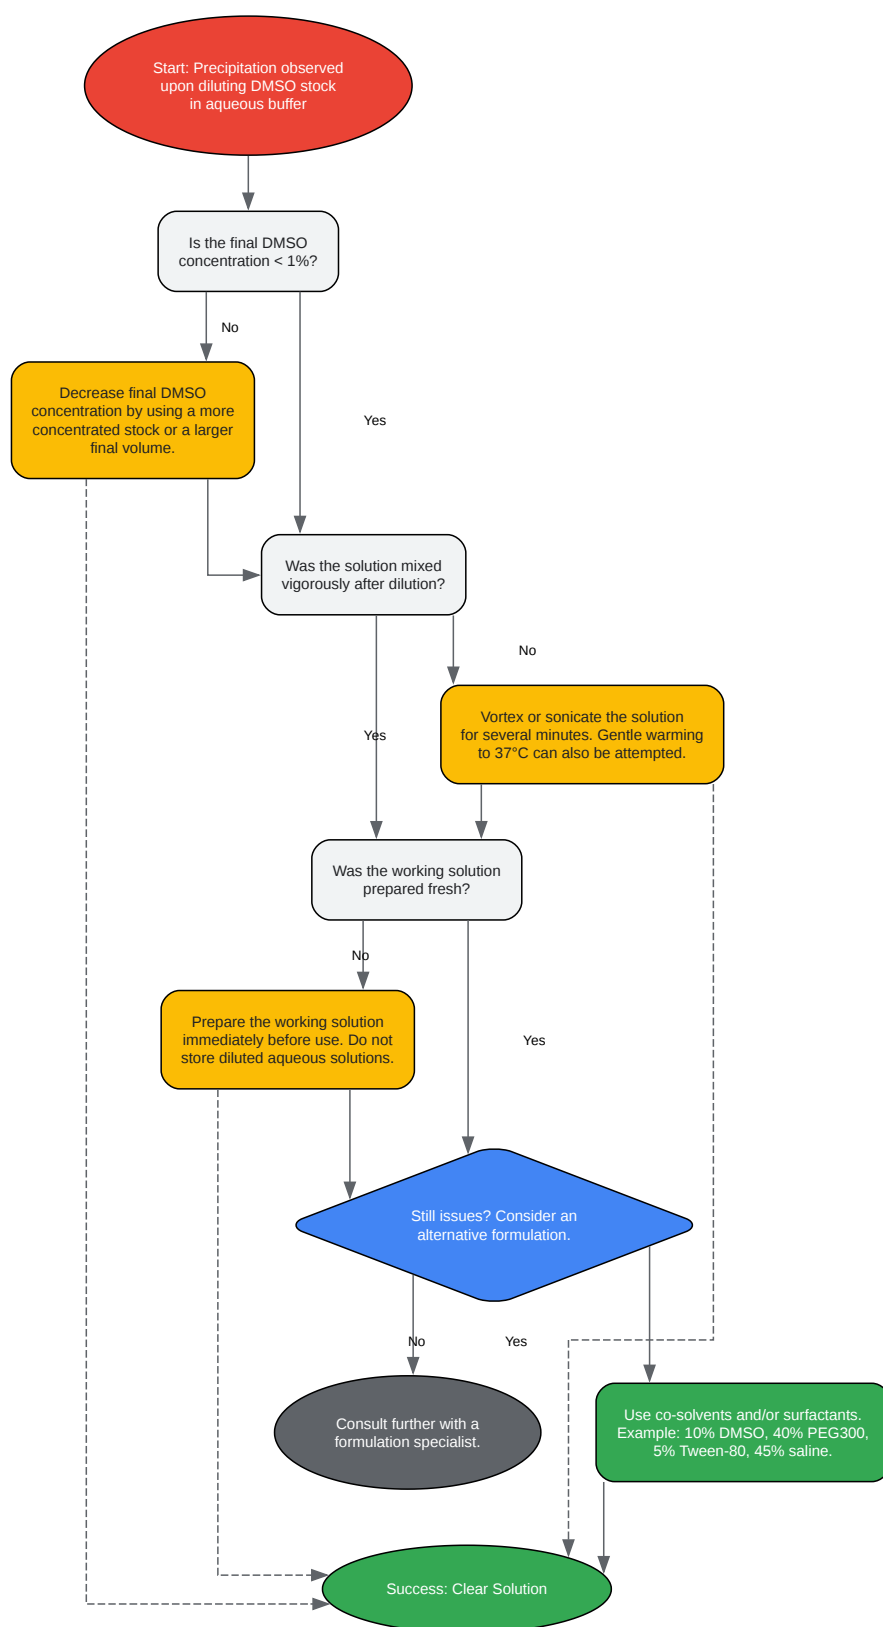 Start: Precipitation observed
upon diluting DMSO stock
in aqueous buffer
Is the final DMSO
concentration < 1%?
No
Decrease final DMSO
concentration by using a more
concentrated stock or a larger
final volume.
Yes
Was the solution mixed
vigorously after dilution?
No
Vortex or sonicate the solution
for several minutes. Gentle warming
to 37°C can also be attempted.
Yes
Was the working solution
prepared fresh?
No
Prepare the working solution
immediately before use. Do not
store diluted aqueous solutions.
Yes
Still issues? Consider an
alternative formulation.
No
Yes
Consult further with a
formulation specialist.
Use co-solvents and/or surfactants.
Example: 10% DMSO, 40% PEG300,
5% Tween-80, 45% saline.
Success: Clear Solution